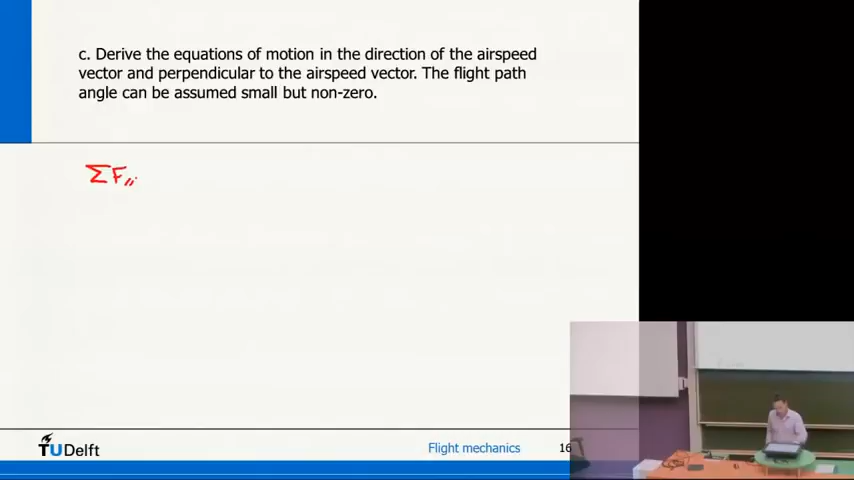 c. Derive the equations of motion in the direction of the airspeed
vector and perpendicular to the airspeed vector. The flight path
angle can be assumed small but non-zero.
ΣF//
TUDelft
Flight mechanics
16